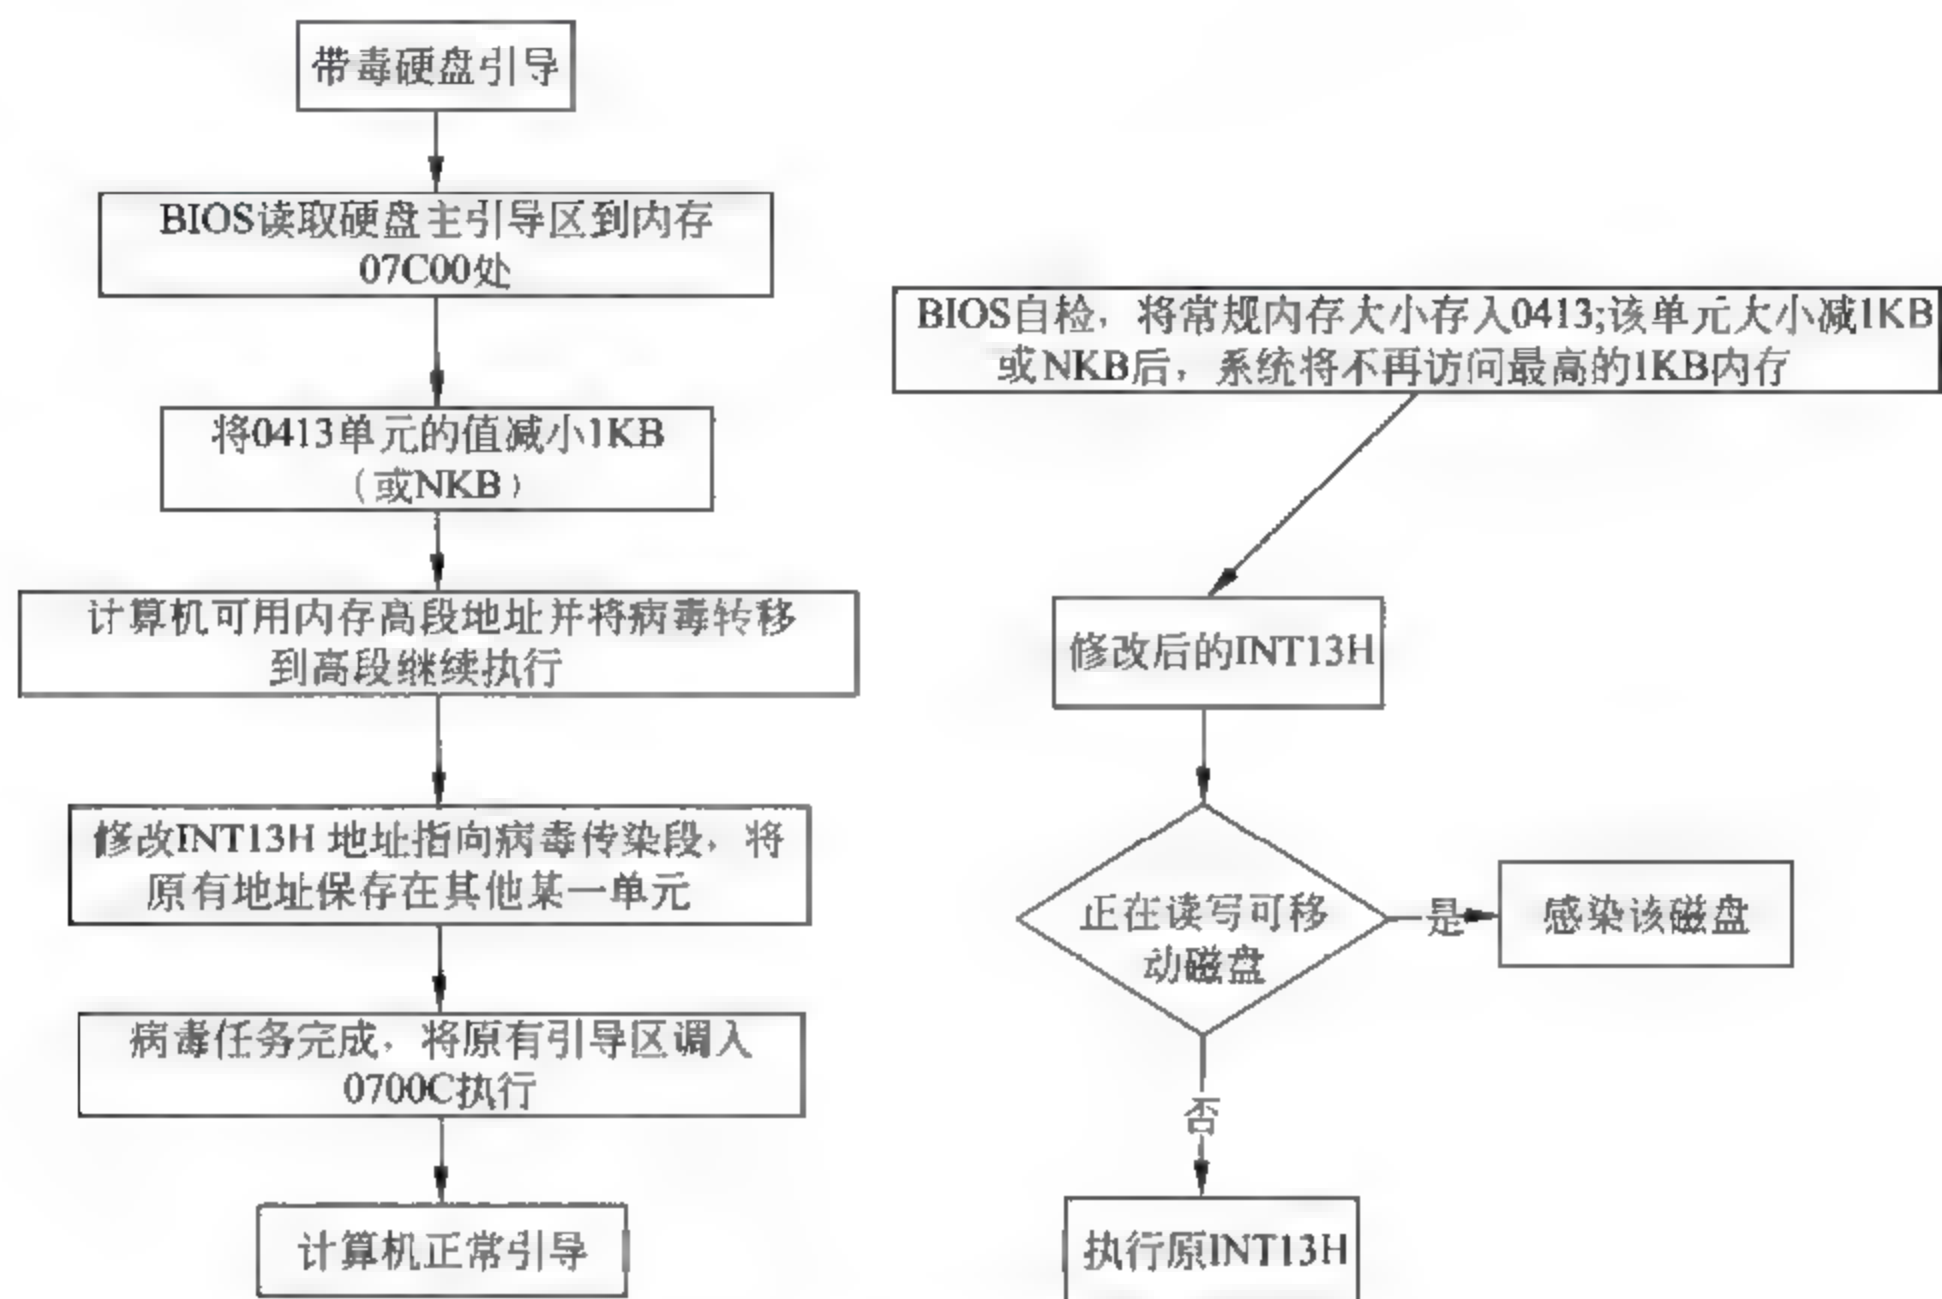 带毒硬盘引导
BIOS读取硬盘主引导区到内存
07C00处
将0413单元的值减小1KB
（或NKB）
计算机可用内存高段地址并将病毒转移
到高段继续执行
修改INT13H 地址指向病毒传染段，将
原有地址保存在其他某一单元
病毒任务完成，将原有引导区调入
0700C执行
计算机正常引导
BIOS自检，将常规内存大小存入0413;该单元大小减1KB
或NKB后，系统将不再访问最高的1KB内存
修改后的INT13H
正在读写可移
动磁盘
是
感染该磁盘
否
执行原INT13H